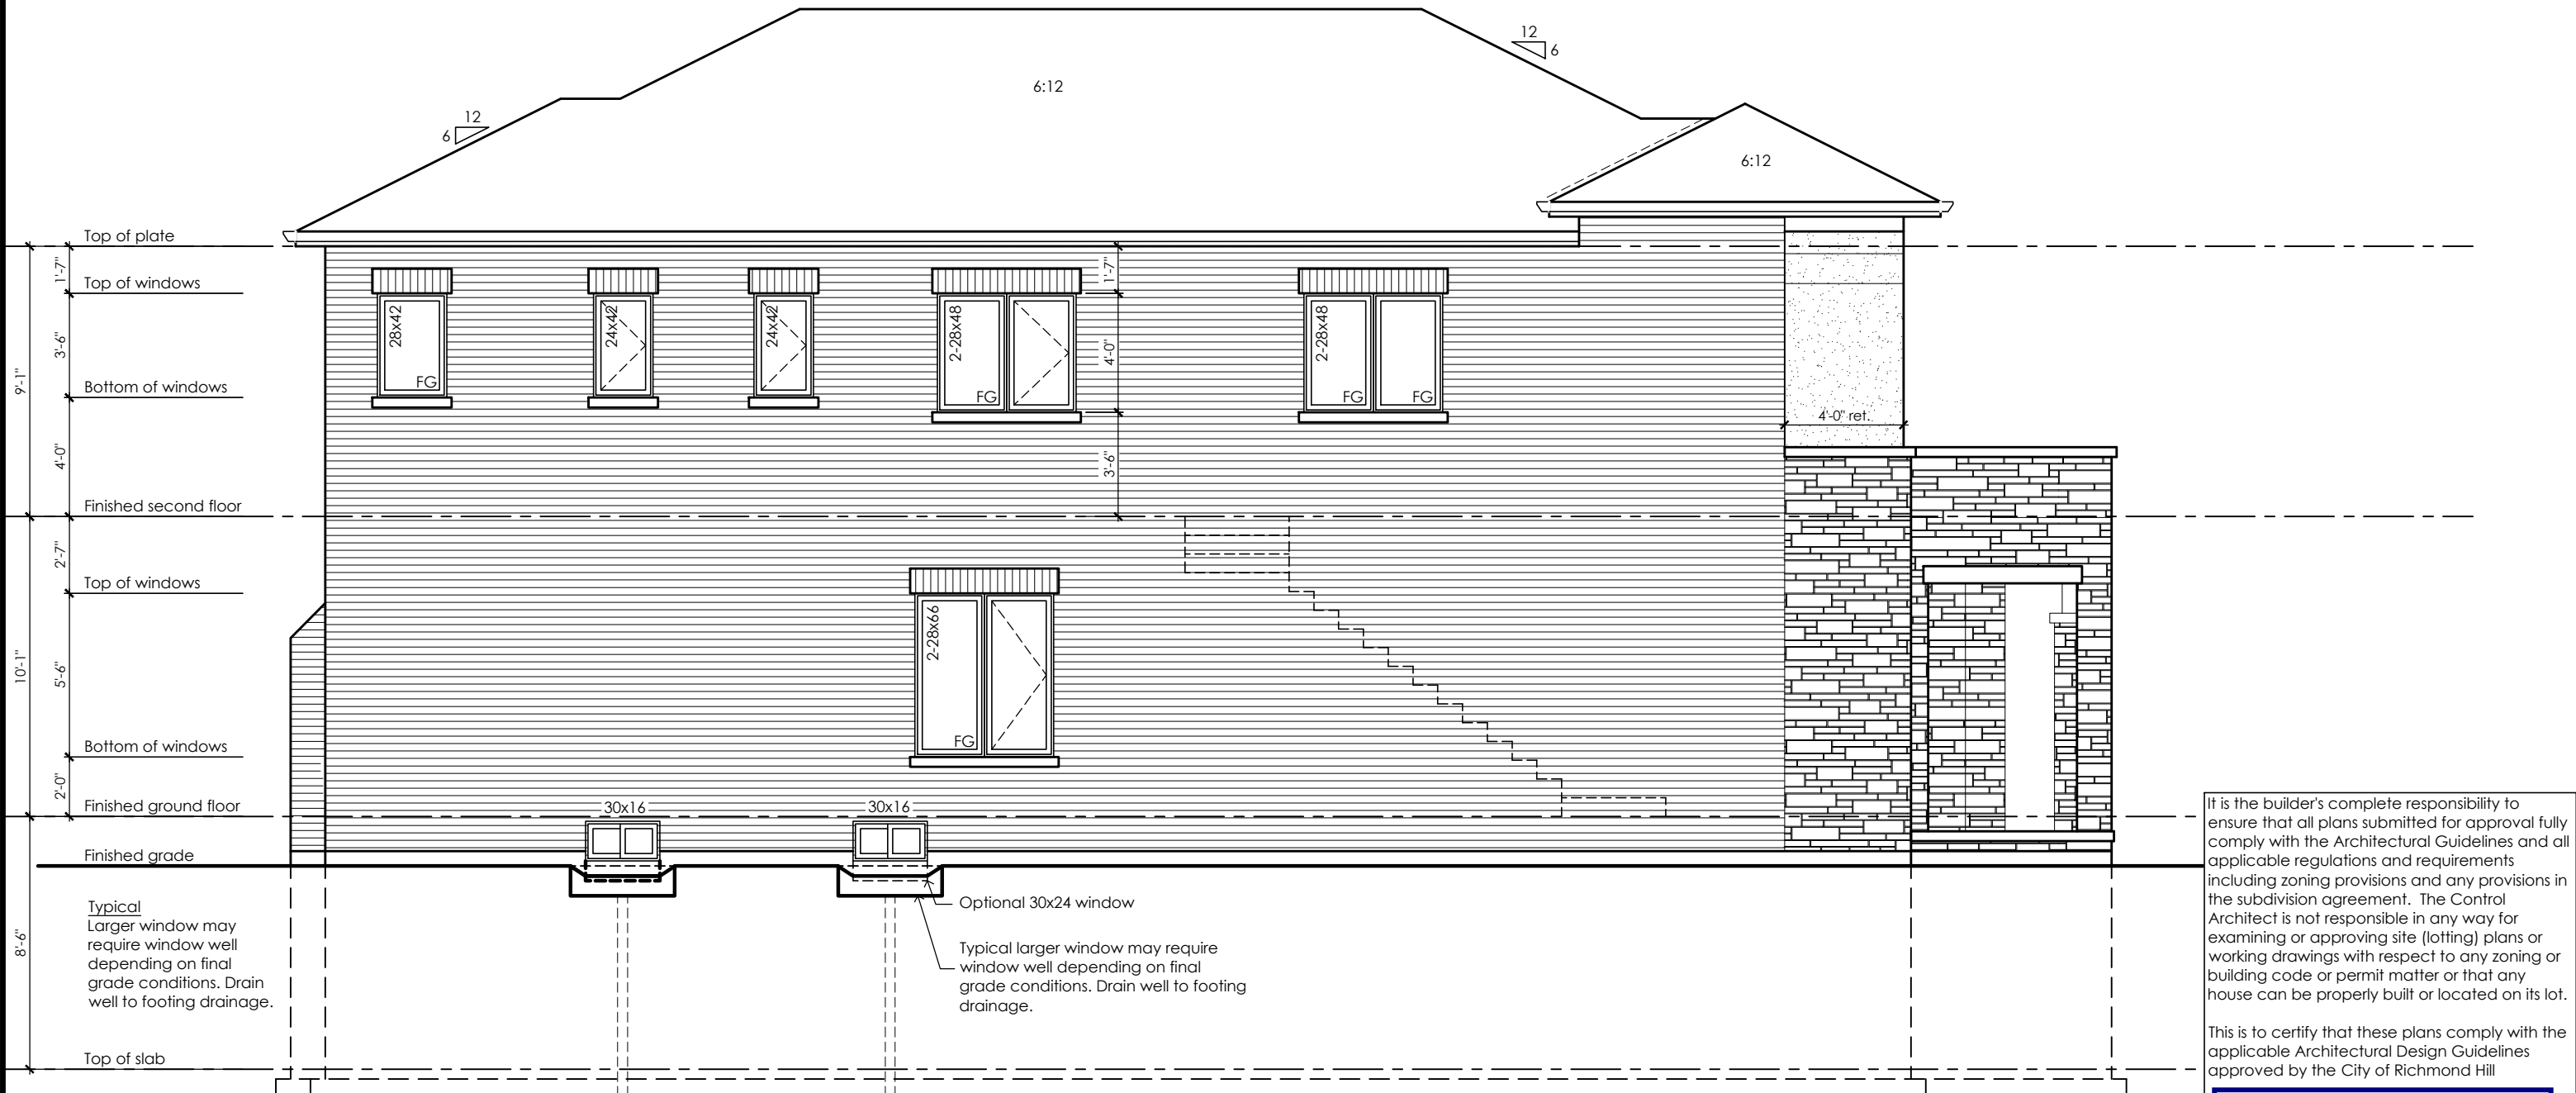 12
6
6:12
12
6
6:12
Top of plate
1'-7"
Top of windows
3'-6"
9'-1"
Bottom of windows
4'-0"
Finished second floor
28x42
FG
24x42
24x42
2-28x48
FG
1'-7"
4'-0"
3'-6"
2-28x48
FG
FG
4'-0" ret.
2'-7"
Top of windows
10'-1"
5'-6"
Bottom of windows
2'-0"
Finished ground floor
2-28x66
FG
30x16
30x16
Finished grade
Typical
Larger window may
require window well
depending on final
grade conditions. Drain
well to footing drainage.
8'-6"
Top of slab
Optional 30x24 window
Typical larger window may require
window well depending on final
grade conditions. Drain well to footing
drainage.
It is the builder's complete responsibility to
ensure that all plans submitted for approval fully
comply with the Architectural Guidelines and all
applicable regulations and requirements
including zoning provisions and any provisions in
the subdivision agreement. The Control
Architect is not responsible in any way for
examining or approving site (lotting) plans or
working drawings with respect to any zoning or
building code or permit matter or that any
house can be properly built or located on its lot.
This is to certify that these plans comply with the
applicable Architectural Design Guidelines
approved by the City of Richmond Hill